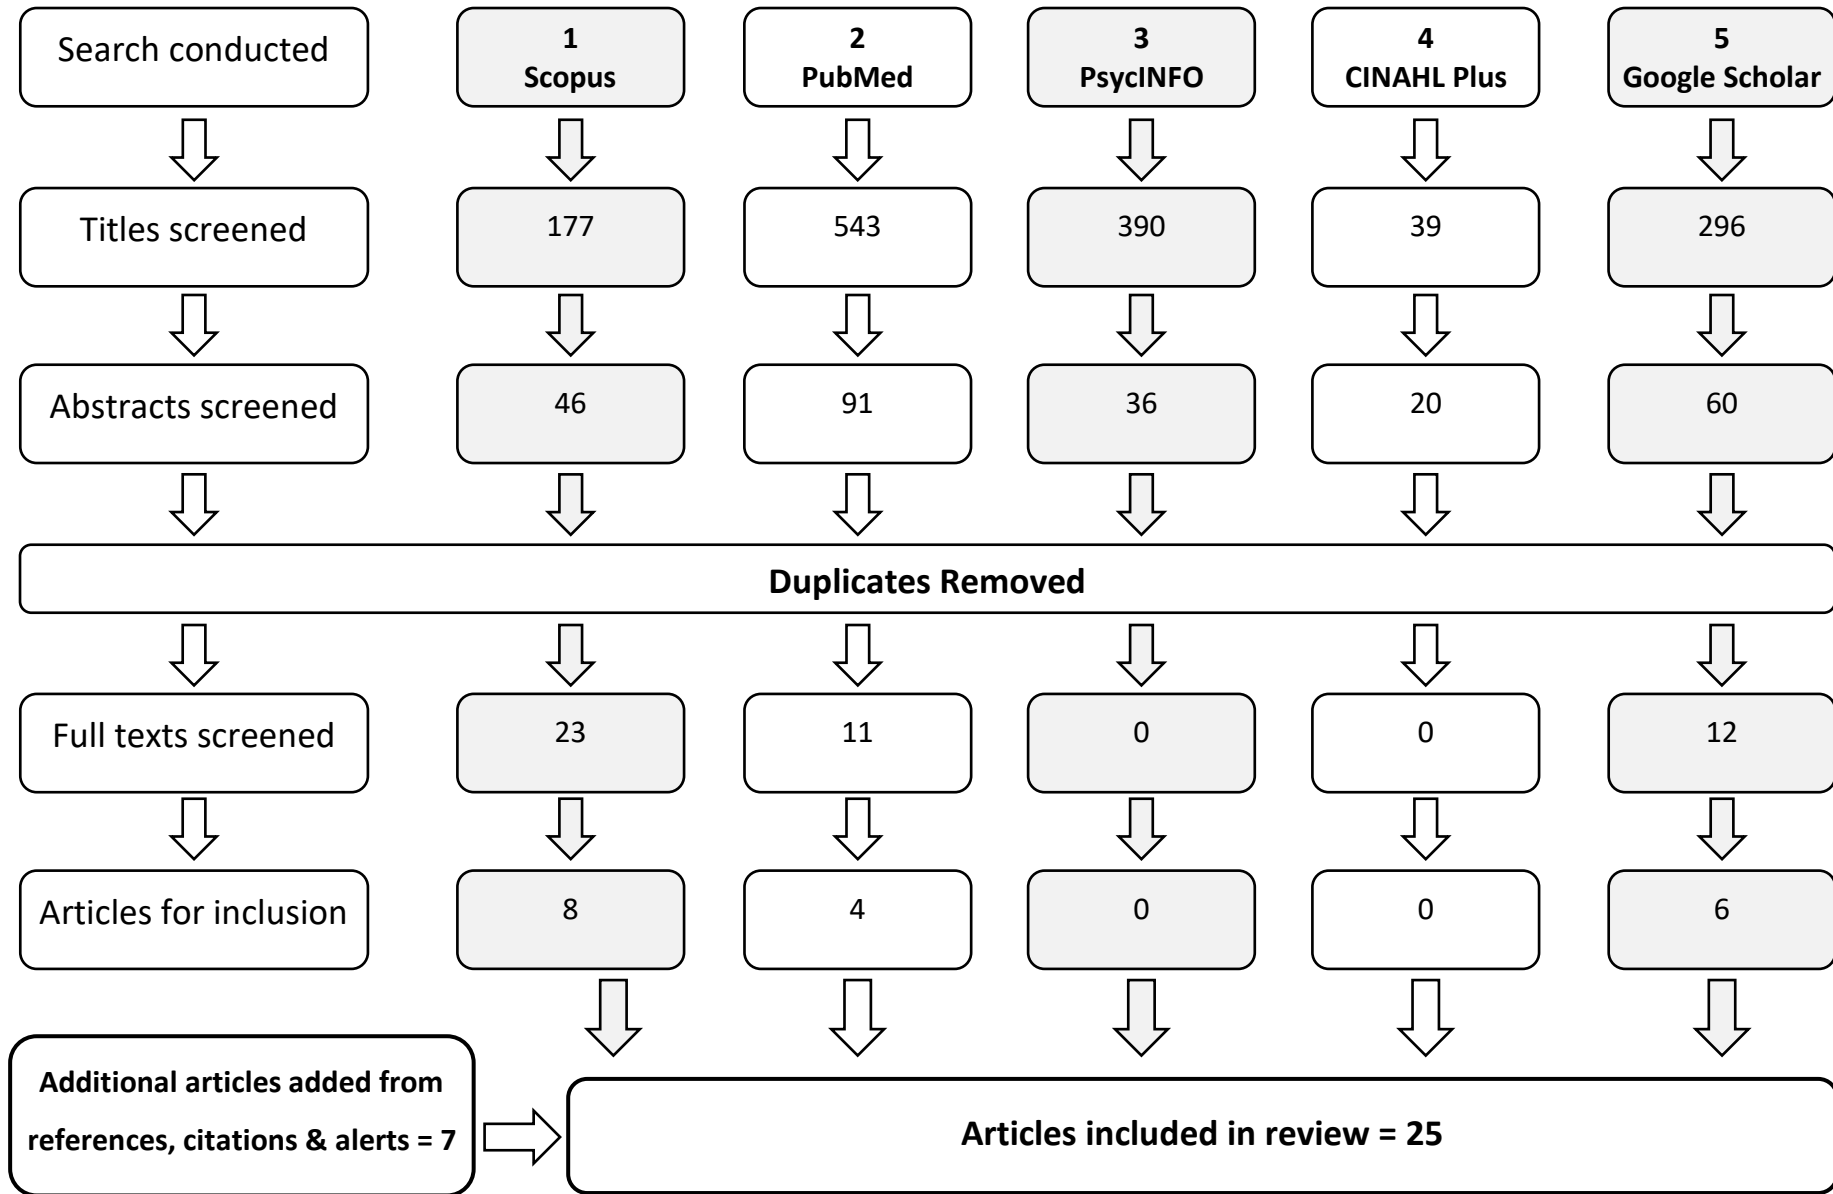 Search conducted
1
Scopus
2
PubMed
3
PsycINFO
4
CINAHL Plus
5
Google Scholar
Titles screened
177
543
390
39
296
Abstracts screened
46
91
36
20
60
Duplicates Removed
Full texts screened
23
11
0
0
12
Articles for inclusion
8
4
0
0
6
Additional articles added from
references, citations & alerts = 7
Articles included in review = 25